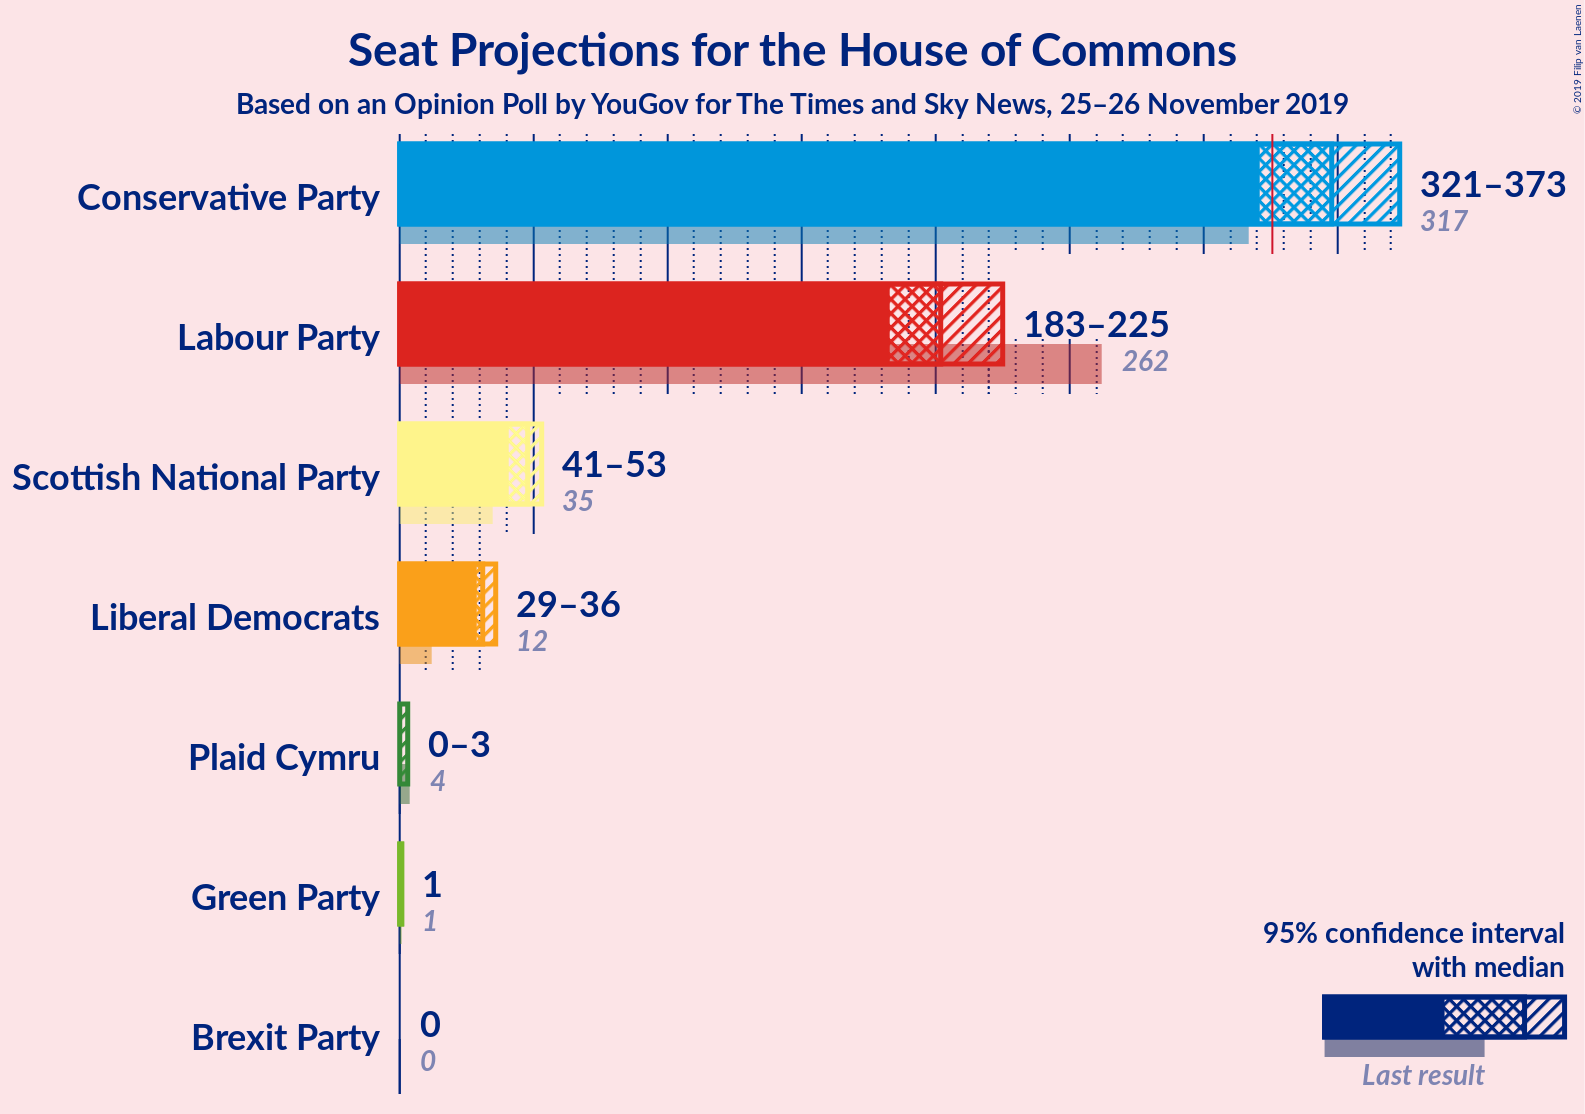 Seat Projections for the House of Commons
Based on an Opinion Poll by YouGov for The Times and Sky News, 25–26 November 2019
© 2019 Filip van Laenen
Conservative Party
321–373
317
Labour Party
183–225
262
Scottish National Party
41–53
35
Liberal Democrats
29–36
12
Plaid Cymru
0–3
4
Green Party
1
1
Brexit Party
0
0
95% confidence interval
with median
Last result